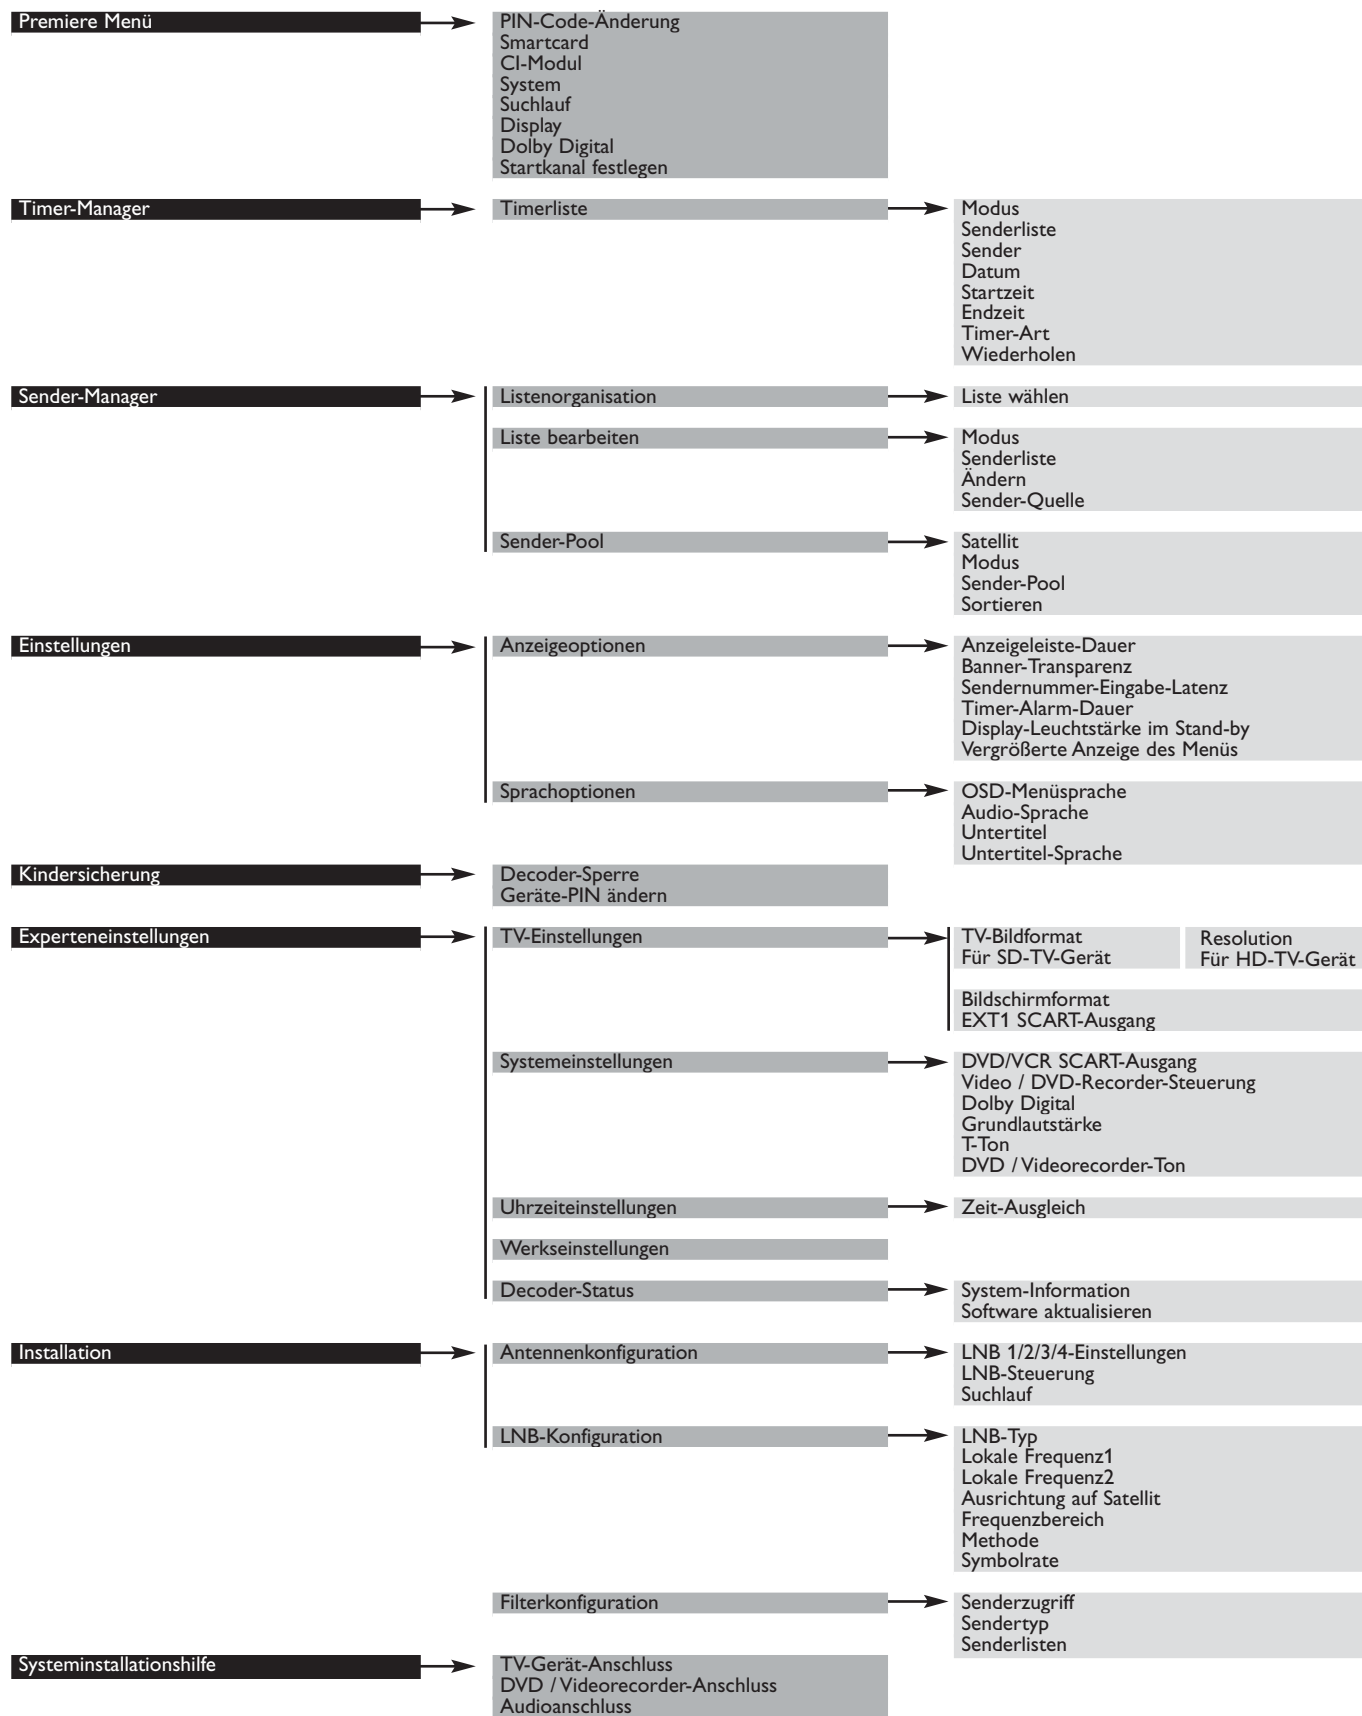 Premiere Menü
PIN-Code-Änderung
Smartcard
CI-Modul
System
Suchlauf
Display
Dolby Digital
Startkanal festlegen
Timer-Manager
Timerliste
Modus
Senderliste
Sender
Datum
Startzeit
Endzeit
Timer-Art
Wiederholen
Sender-Manager
Listenorganisation
Liste wählen
Liste bearbeiten
Modus
Senderliste
Ändern
Sender-Quelle
Sender-Pool
Satellit
Modus
Sender-Pool
Sortieren
Einstellungen
Anzeigeoptionen
Anzeigeleiste-Dauer
Banner-Transparenz
Sendernummer-Eingabe-Latenz
Timer-Alarm-Dauer
Display-Leuchtstärke im Stand-by
Vergrößerte Anzeige des Menüs
Sprachoptionen
OSD-Menüsprache
Audio-Sprache
Untertitel
Untertitel-Sprache
Kindersicherung
Decoder-Sperre
Geräte-PIN ändern
Experteneinstellungen
TV-Einstellungen
TV-Bildformat
Für SD-TV-Gerät
Resolution
Für HD-TV-Gerät
Bildschirmformat
EXT1 SCART-Ausgang
Systemeinstellungen
DVD/VCR SCART-Ausgang
Video / DVD-Recorder-Steuerung
Dolby Digital
Grundlautstärke
T-Ton
DVD / Videorecorder-Ton
Uhrzeiteinstellungen
Zeit-Ausgleich
Werkseinstellungen
Decoder-Status
System-Information
Software aktualisieren
Installation
Antennenkonfiguration
LNB 1/2/3/4-Einstellungen
LNB-Steuerung
Suchlauf
LNB-Konfiguration
LNB-Typ
Lokale Frequenz1
Lokale Frequenz2
Ausrichtung auf Satellit
Frequenzbereich
Methode
Symbolrate
Filterkonfiguration
Senderzugriff
Sendertyp
Senderlisten
Systeminstallationshilfe
TV-Gerät-Anschluss
DVD / Videorecorder-Anschluss
Audioanschluss